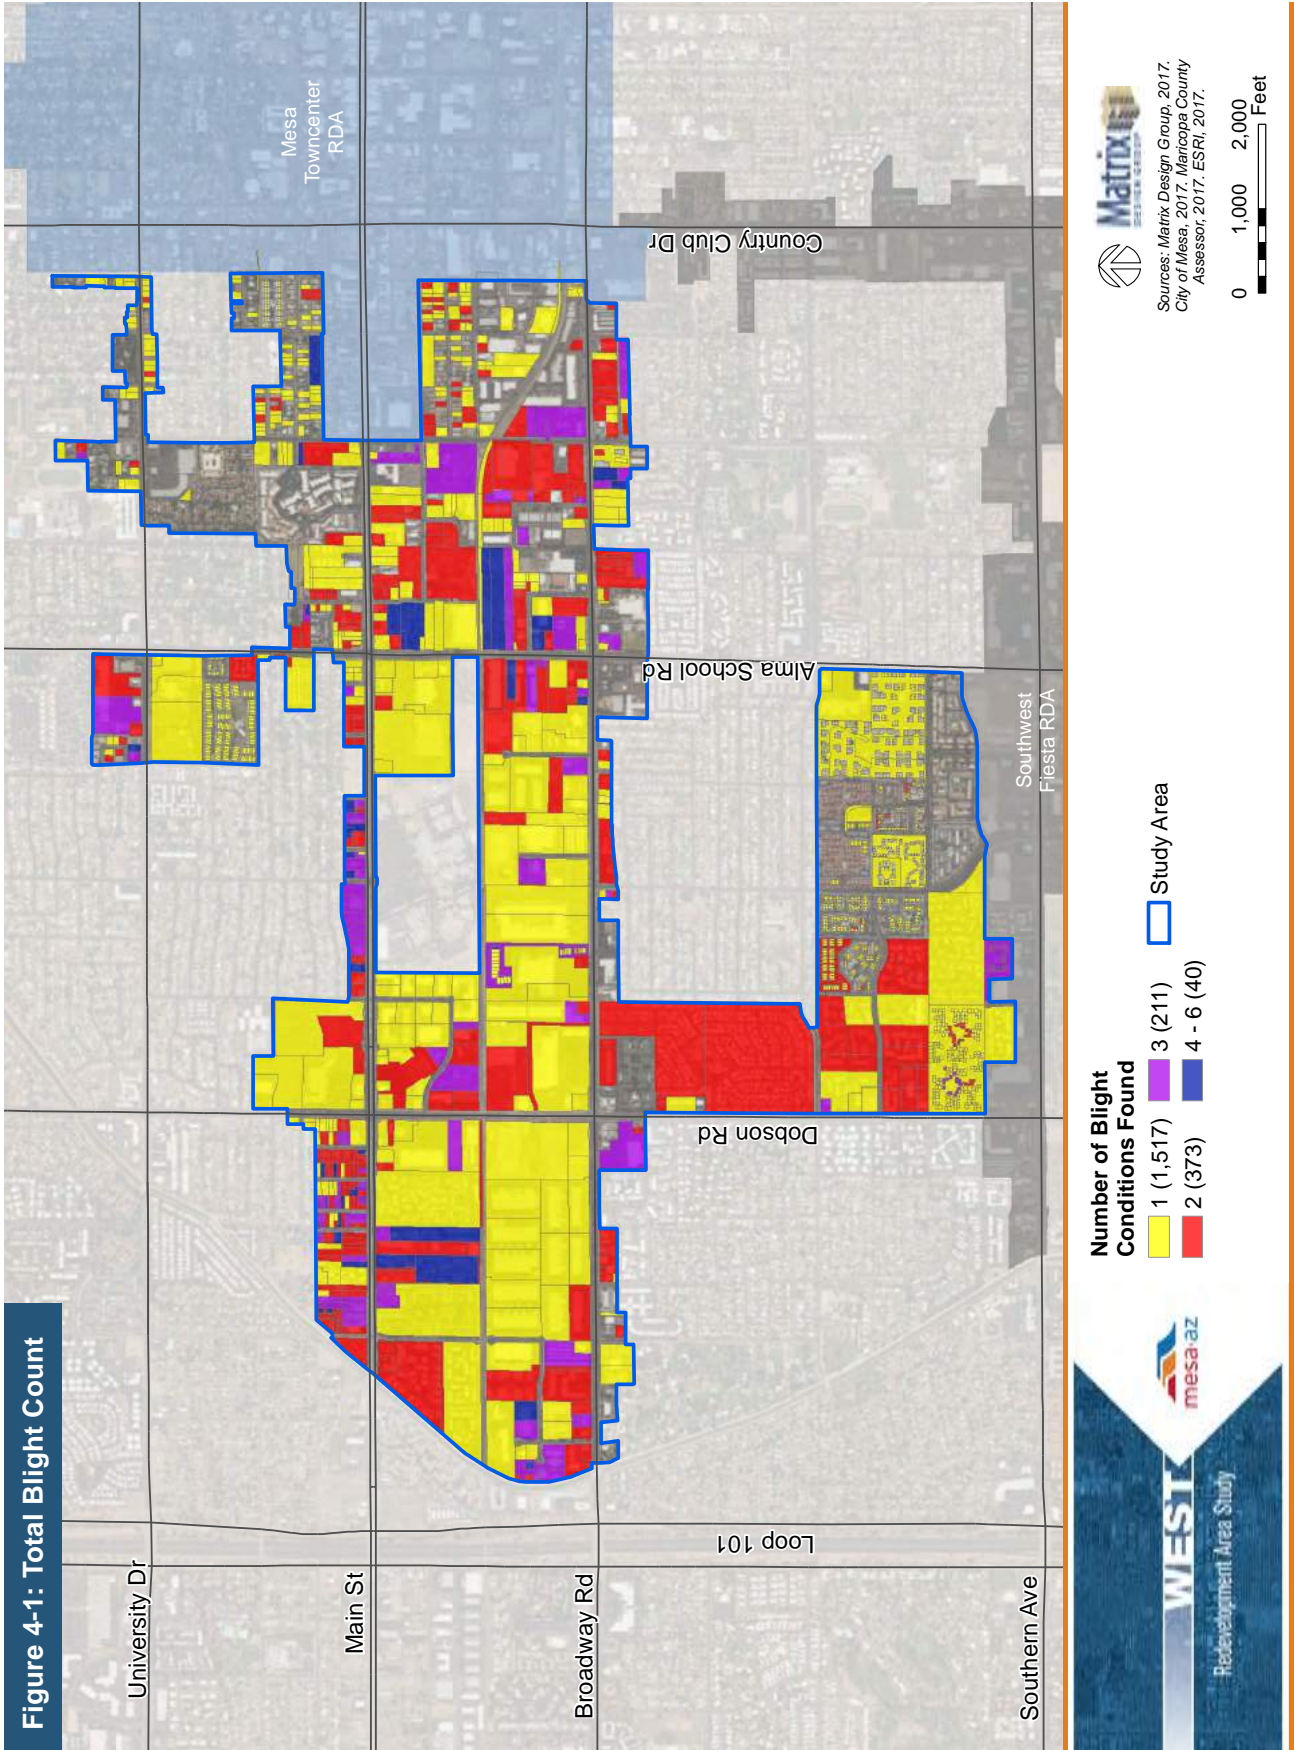 Figure 4-1: Total Blight Count
Mesa
Towncenter
RDA
University Dr
Main St
Broadway Rd
Southern Ave
Loop 101
Dobson Rd
Alma School Rd
Country Club Dr
Southwest
Fiesta RDA
WEST
Redevelopment Area Study
mesa·az
Number of Blight
Conditions Found
1 (1,517)
2 (373)
3 (211)
4 - 6 (40)
Study Area
Matrix
DESIGN GROUP
Sources: Matrix Design Group, 2017.
City of Mesa, 2017. Maricopa County
Assessor, 2017. ESRI, 2017.
0 1,000 2,000
Feet